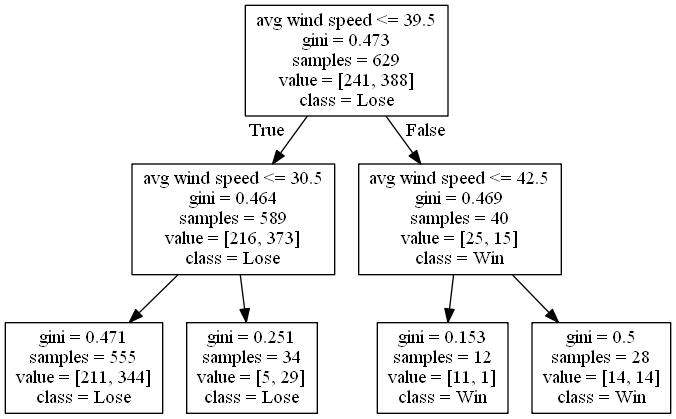 avg wind speed <= 39.5
gini = 0.473
samples = 629
value = [241, 388]
class = Lose
True
False
avg wind speed <= 30.5
gini = 0.464
samples = 589
value = [216, 373]
class = Lose
avg wind speed <= 42.5
gini = 0.469
samples = 40
value = [25, 15]
class = Win
gini = 0.471
samples = 555
value = [211, 344]
class = Lose
gini = 0.251
samples = 34
value = [5, 29]
class = Lose
gini = 0.153
samples = 12
value = [11, 1]
class = Win
gini = 0.5
samples = 28
value = [14, 14]
class = Win